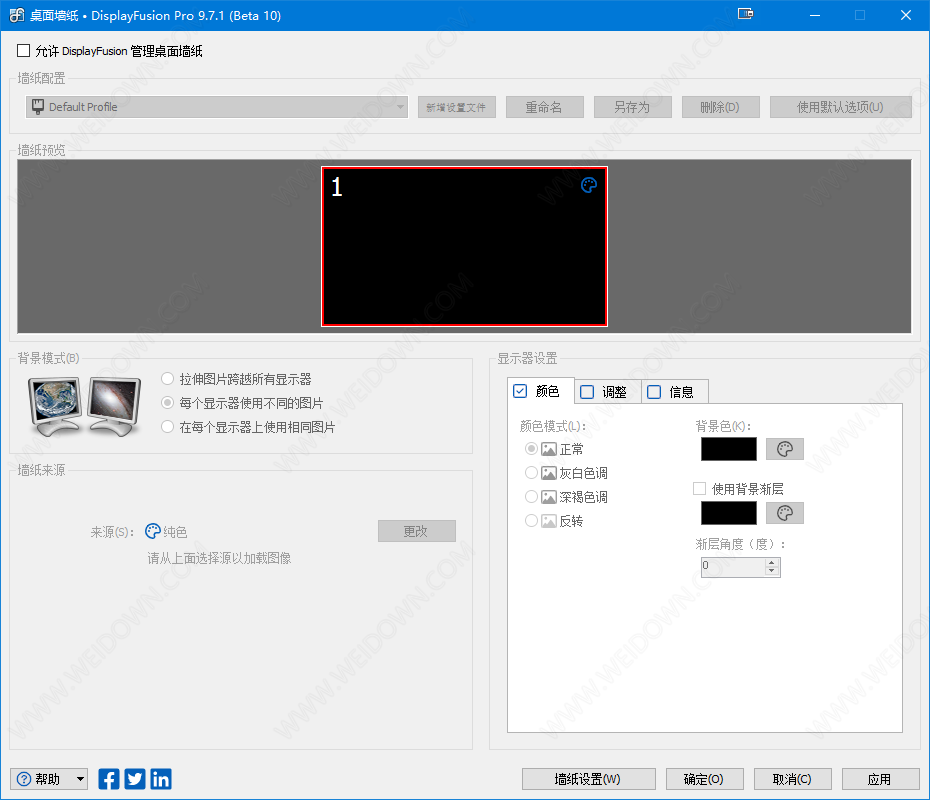 桌面墙纸 • DisplayFusion Pro 9.7.1 (Beta 10)
允许 DisplayFusion 管理桌面墙纸
墙纸配置
Default Profile 新增设置文件 重命名 另存为 删除(D) 使用默认选项(U)
墙纸预览
1
背景模式(B)
拉伸图片跨越所有显示器
每个显示器使用不同的图片
在每个显示器上使用相同图片
墙纸来源
来源(S): 纯色 更改
请从上面选择源以加载图像
显示器设置
颜色 调整 信息
颜色模式(L):
正常
灰白色调
深褐色调
反转
背景色(K):
使用背景渐层
渐层角度（度）:
0
帮助
墙纸设置(W) 确定(O) 取消(C) 应用
WWW.WEIDOWN.COM